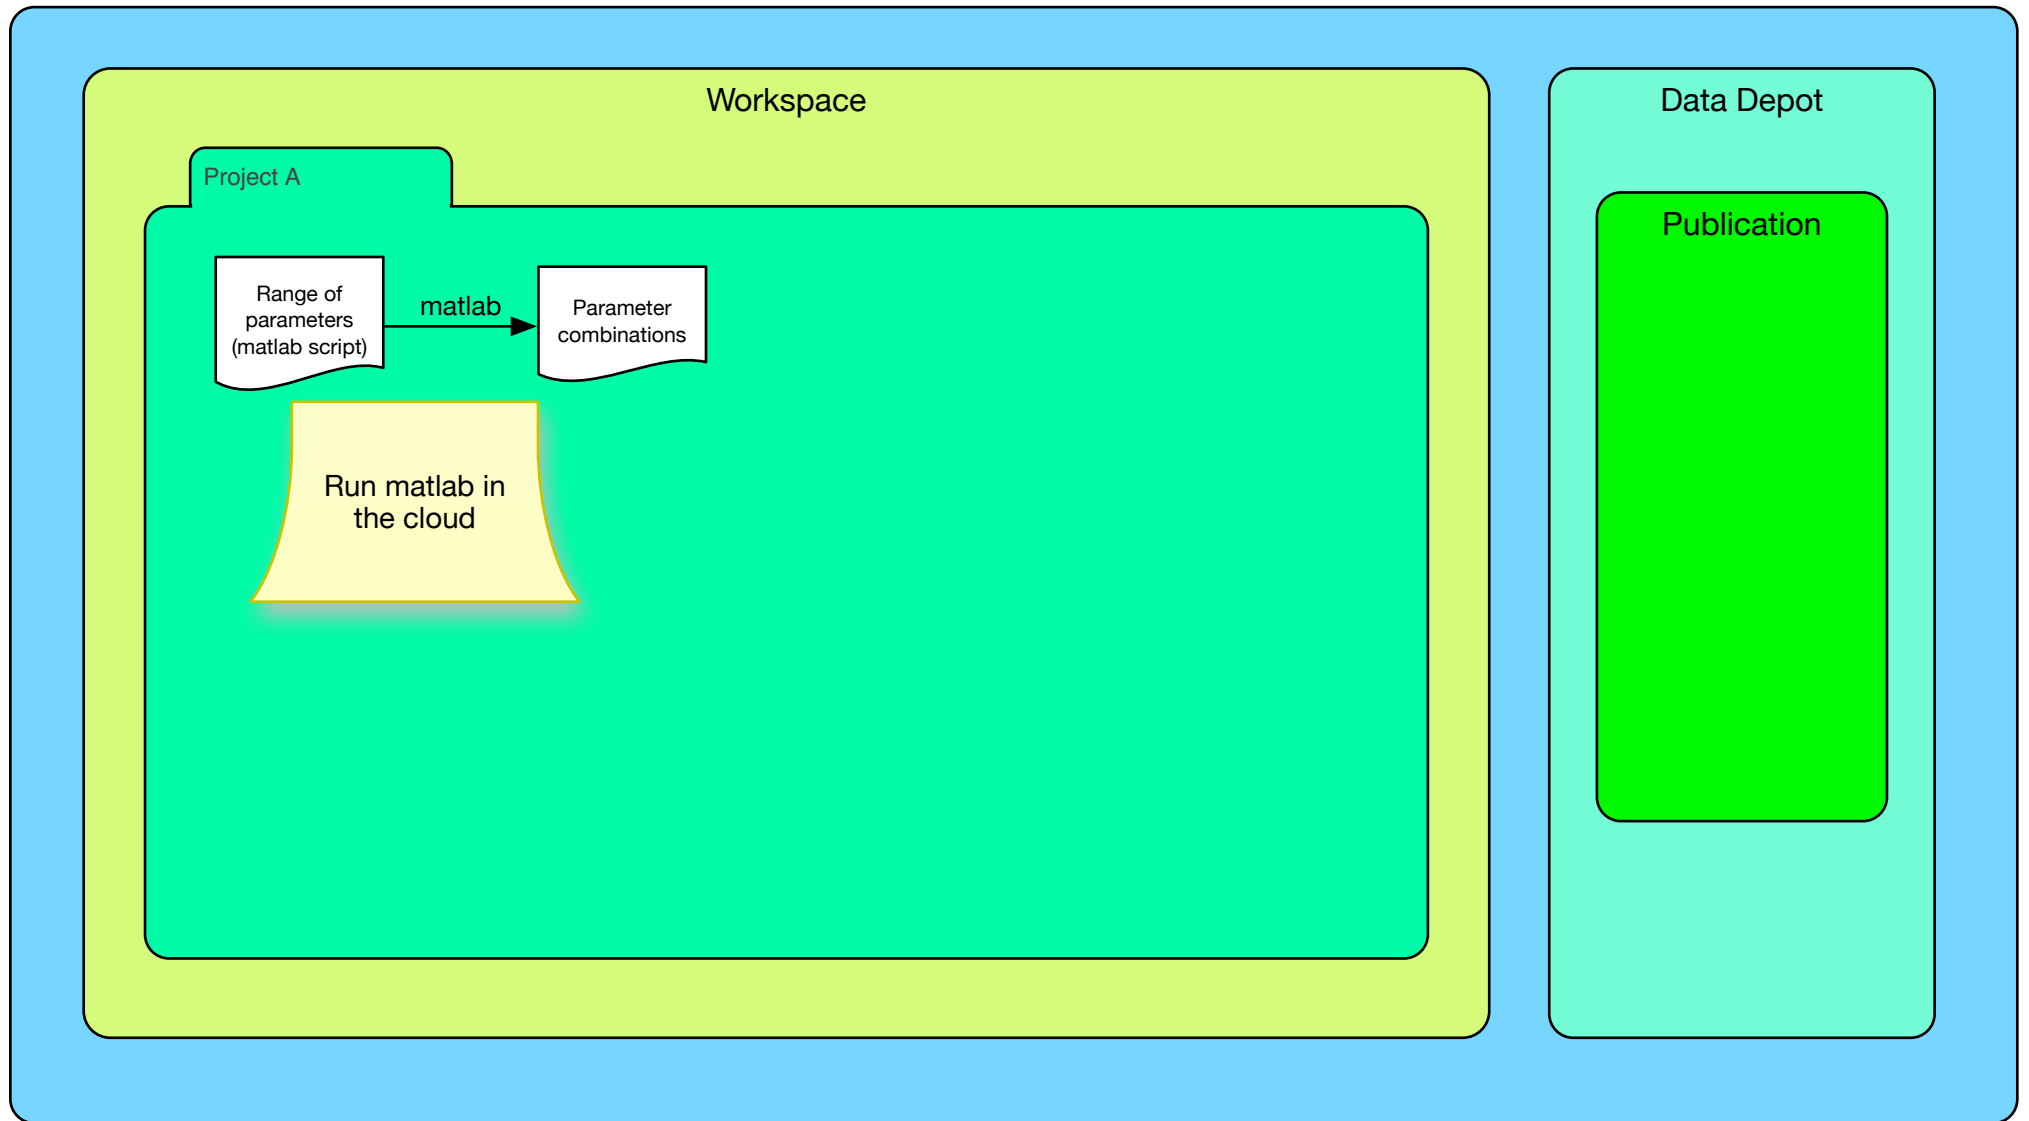 Workspace
Data Depot
Project A
Publication
Range of
parameters
(matlab script)
matlab
Parameter
combinations
Run matlab in
the cloud